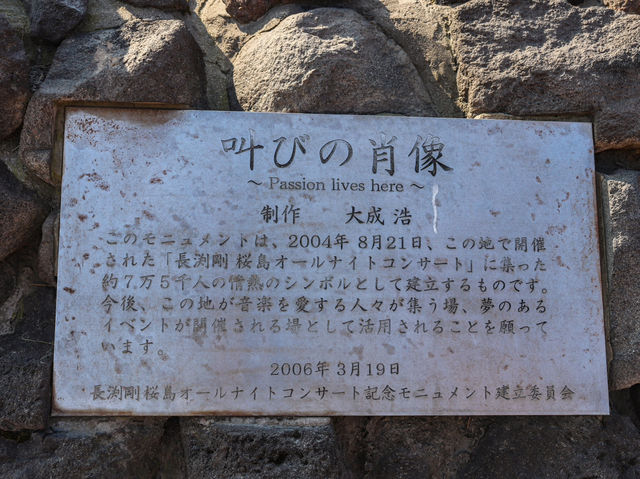 叫びの肖像
～ Passion lives here ～
制作　大成 浩
このモニュメントは、2004年 8月21日、この地で開催
された「長渕剛 桜島オールナイトコンサート」に集った
約7万5千人の情熱のシンボルとして建立するものです。
今後、この地が音楽を愛する人々が集う場、夢のある
イベントが開催される場として活用されることを願って
います。
2006年 3月19日
長渕剛 桜島オールナイトコンサート記念モニュメント建立委員会